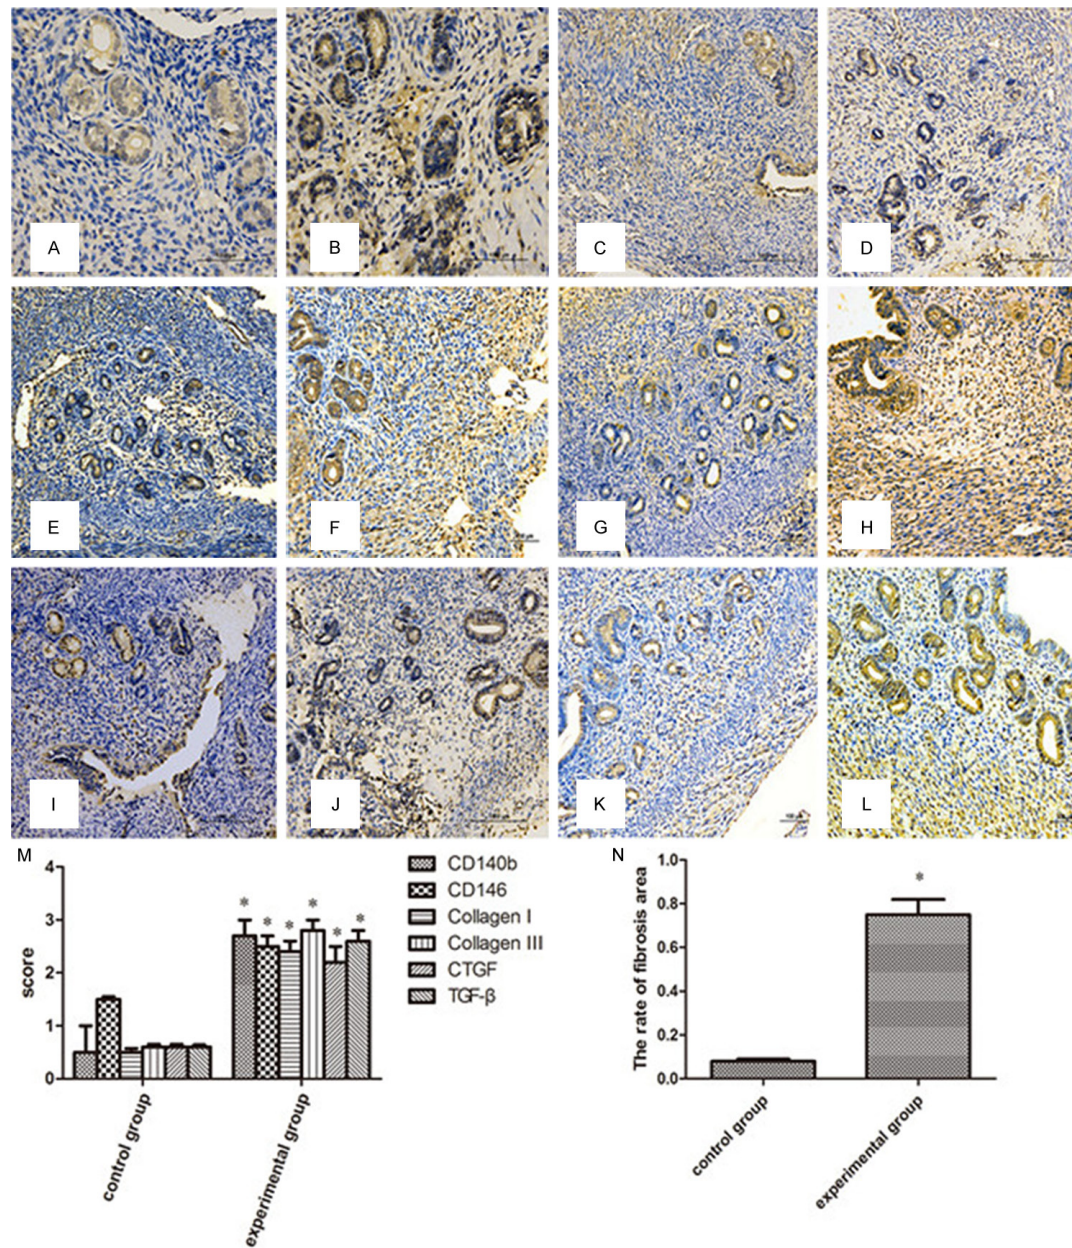 A
B
C
D
E
F
G
H
I
J
K
L
M
4
3
2
1
0
score
* * * * * *
CD140b
CD146
Collagen I
Collagen III
CTGF
TGF-β
control group
experimental group
N
1.0
0.8
0.6
0.4
0.2
0.0
The rate of fibrosis area
*
control group
experimental group